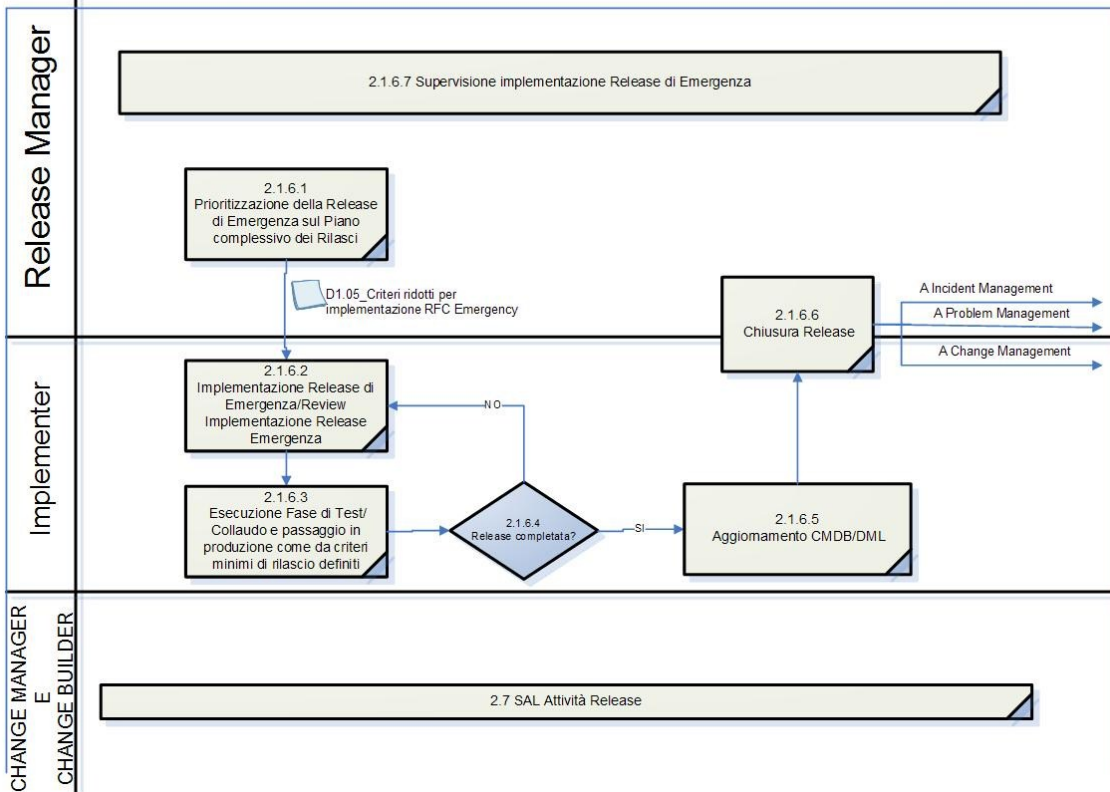 Release Manager
2.1.6.7 Supervisione implementazione Release di Emergenza
2.1.6.1
Prioritizzazione della Release
di Emergenza sul Piano
complessivo dei Rilasci
D1.05_Criteri ridotti per
implementazione RFC Emergency
2.1.6.6
Chiusura Release
A Incident Management
A Problem Management
A Change Management
Implementer
2.1.6.2
Implementazione Release di
Emergenza/Review
Implementazione Release
Emergenza
NO
2.1.6.3
Esecuzione Fase di Test/
Collaudo e passaggio in
produzione come da criteri
minimi di rilascio definiti
2.1.6.4
Release completata?
SI
2.1.6.5
Aggiornamento CMDB/DML
CHANGE MANAGER
E
CHANGE BUILDER
2.7 SAL Attività Release